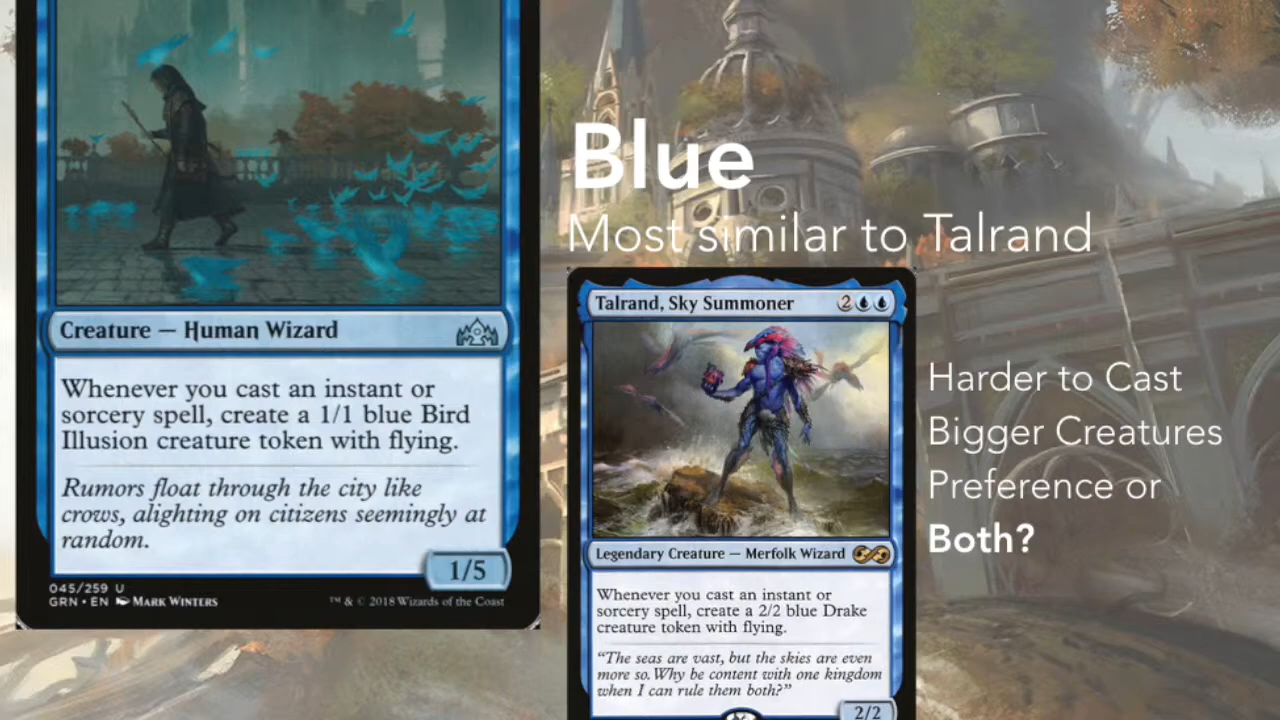 Creature — Human Wizard
Whenever you cast an instant or
sorcery spell, create a 1/1 blue Bird
Illusion creature token with flying.
Rumors float through the city like
crows, alighting on citizens seemingly at
random.
1/5
045/259 U
GRN • EN MARK WINTERS
™ & © 2018 Wizards of the Coast
Blue
Most similar to Talrand
Talrand, Sky Summoner 2
Legendary Creature — Merfolk Wizard
Whenever you cast an instant or
sorcery spell, create a 2/2 blue Drake
creature token with flying.
"The seas are vast, but the skies are even
more so. Why be content with one kingdom
when I can rule them both?"
2/2
Harder to Cast
Bigger Creatures
Preference or
Both?